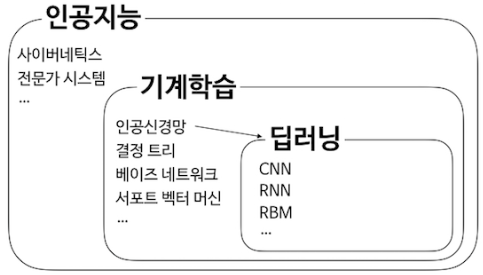 인공지능
사이버네틱스
전문가 시스템
...
기계학습
인공신경망
결정 트리
베이즈 네트워크
서포트 벡터 머신
...
딥러닝
CNN
RNN
RBM
...